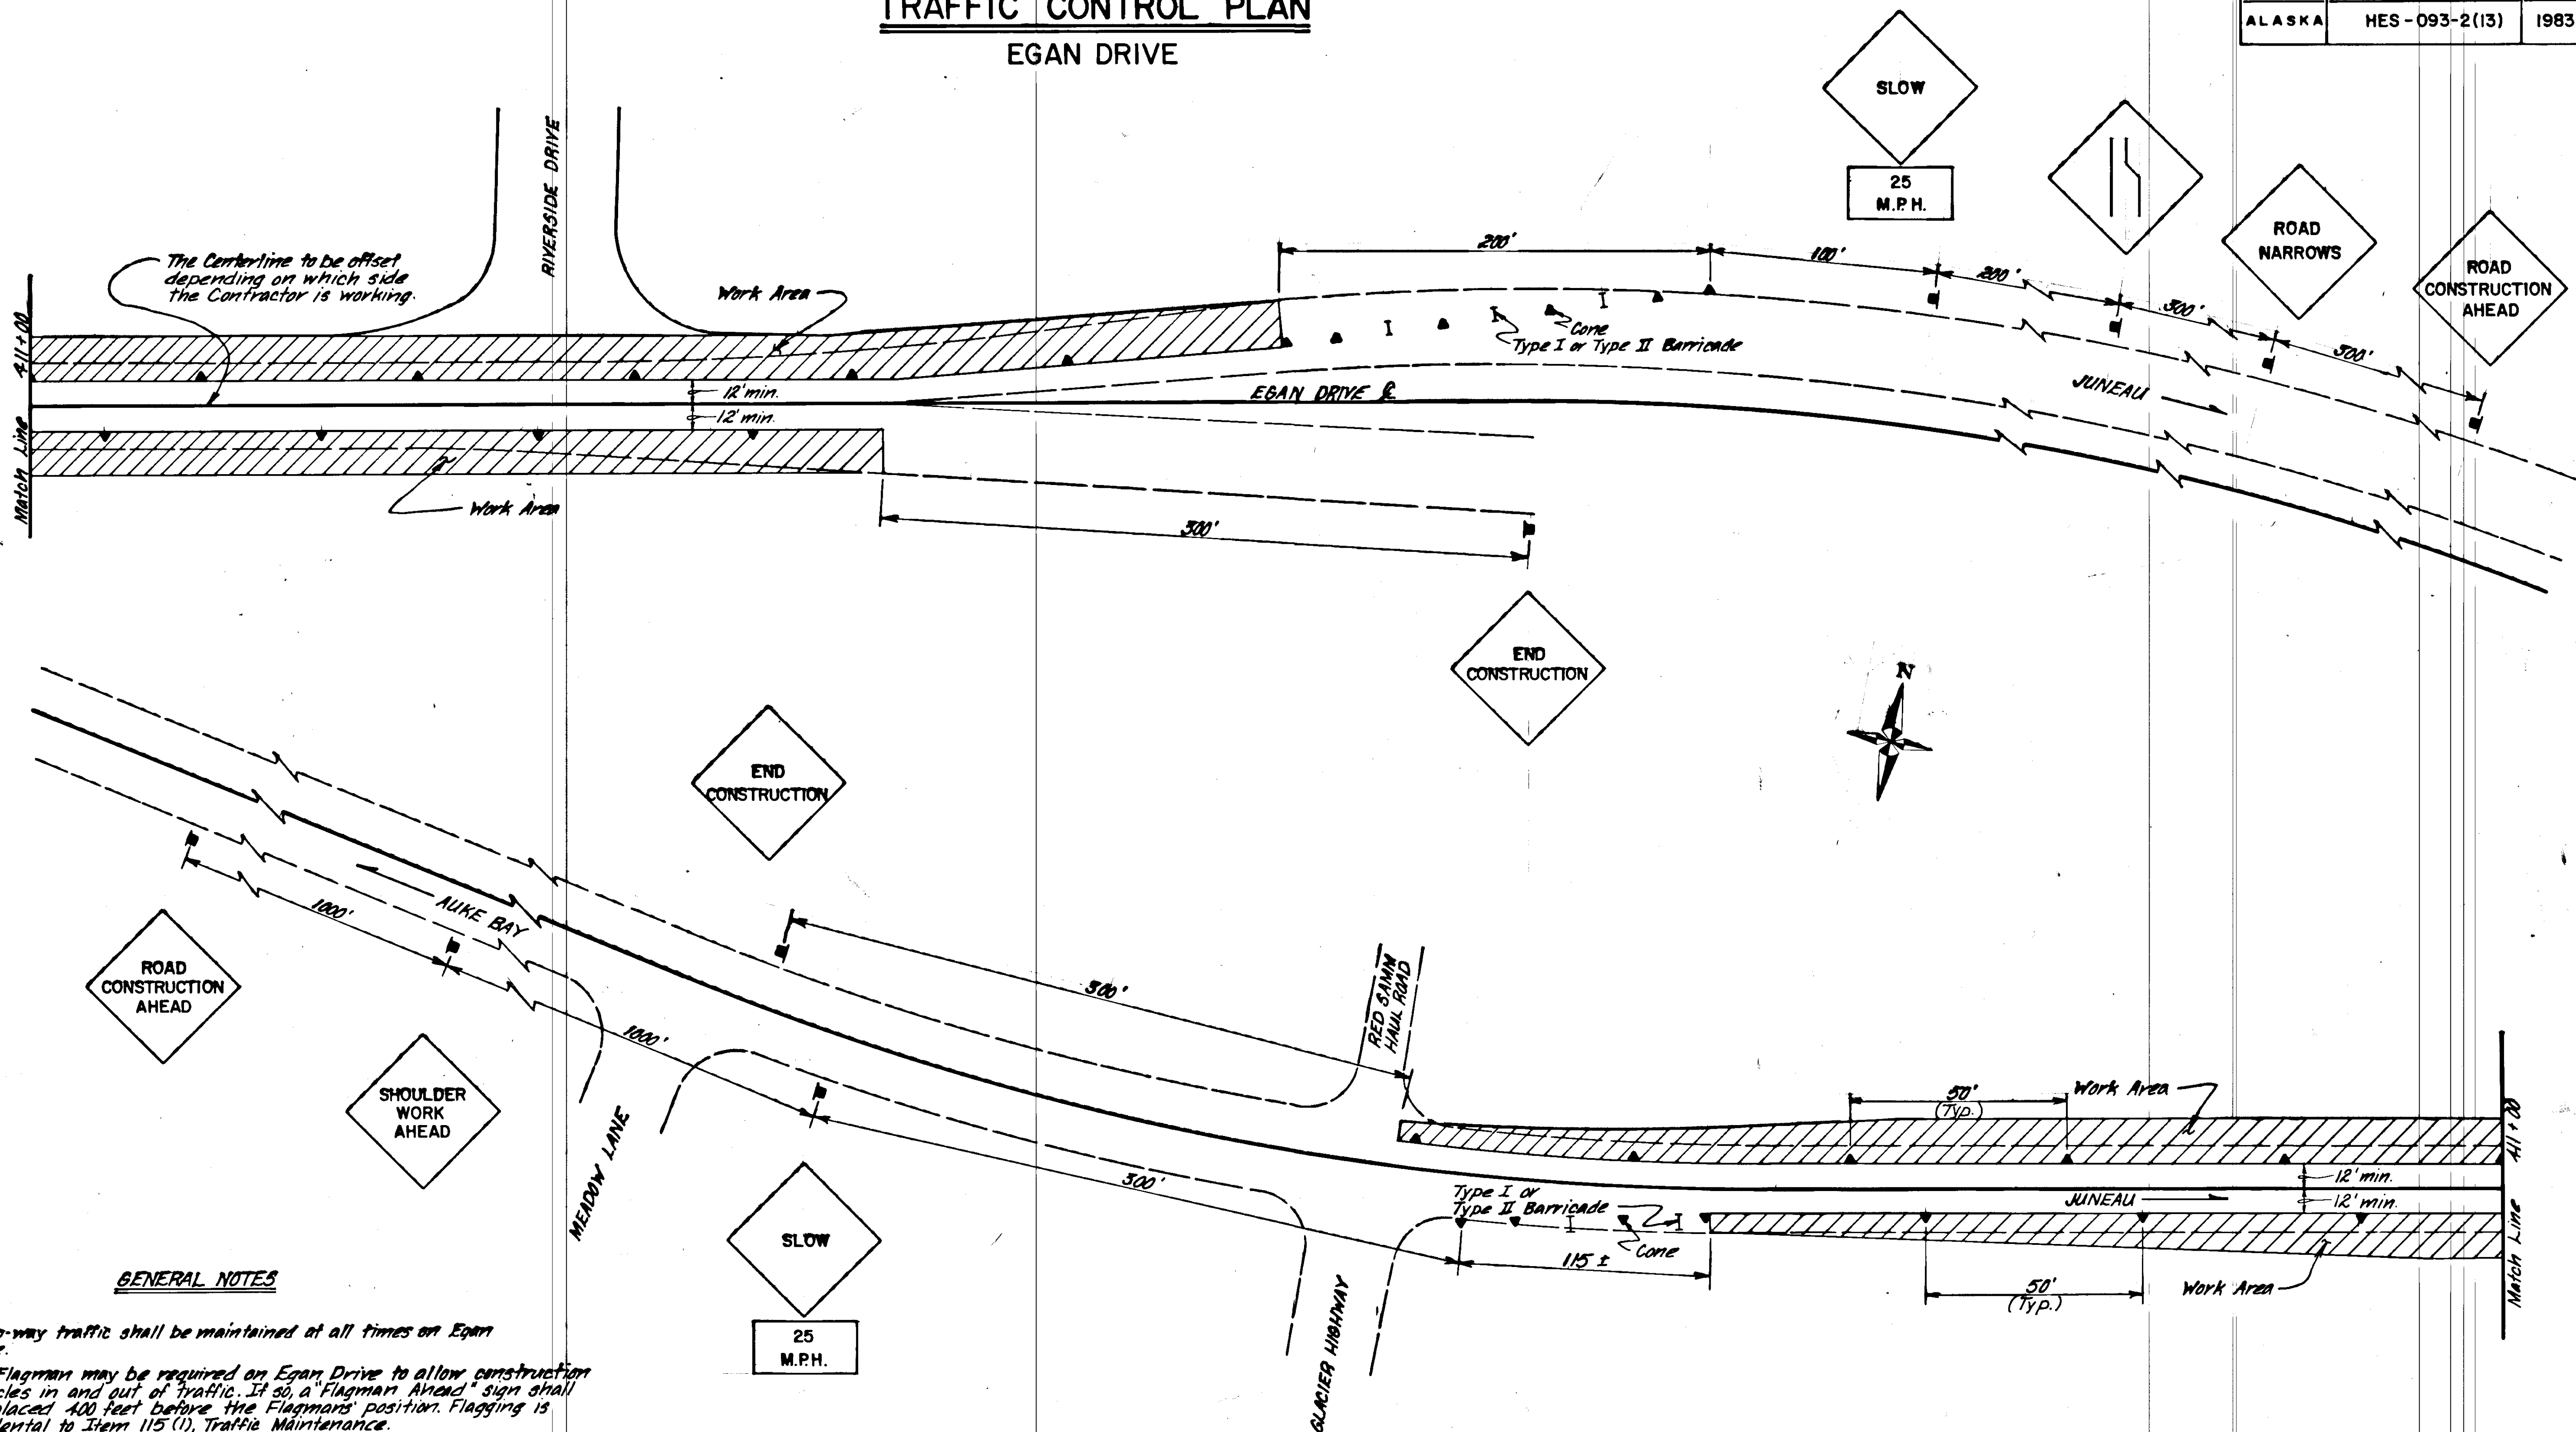 TRAFFIC CONTROL PLAN
EGAN DRIVE
ALASKA HES-093-2(13) 1983
SLOW
25
M.P.H.
ROAD
NARROWS
ROAD
CONSTRUCTION
AHEAD
RIVERSIDE DRIVE
The Centerline to be offset
depending on which side
the Contractor is working.
Work Area
200'
100'
200'
Cone
Type I or Type II Barricade
411+00
Match Line
12' min.
12' min.
EGAN DRIVE ℄
JUNEAU
Work Area
END
CONSTRUCTION
N
END
CONSTRUCTION
AUKE BAY
1000'
1000'
ROAD
CONSTRUCTION
AHEAD
SHOULDER
WORK
AHEAD
MEADOW LANE
RED SAMM
HAUL ROAD
SLOW
25
M.P.H.
Type I or
Type II Barricade
Cone
115 ±
GLACIER HIGHWAY
50'
(Typ.)
Work Area
JUNEAU
12' min.
12' min.
50'
(Typ.)
Work Area
411+00
Match Line
GENERAL NOTES
-way traffic shall be maintained at all times on Egan
Flagman may be required on Egan Drive to allow construction
cles in and out of traffic. If so, a "Flagman Ahead" sign shall
placed 400 feet before the Flagmans' position. Flagging is
ental to Item 115 (1), Traffic Maintenance.